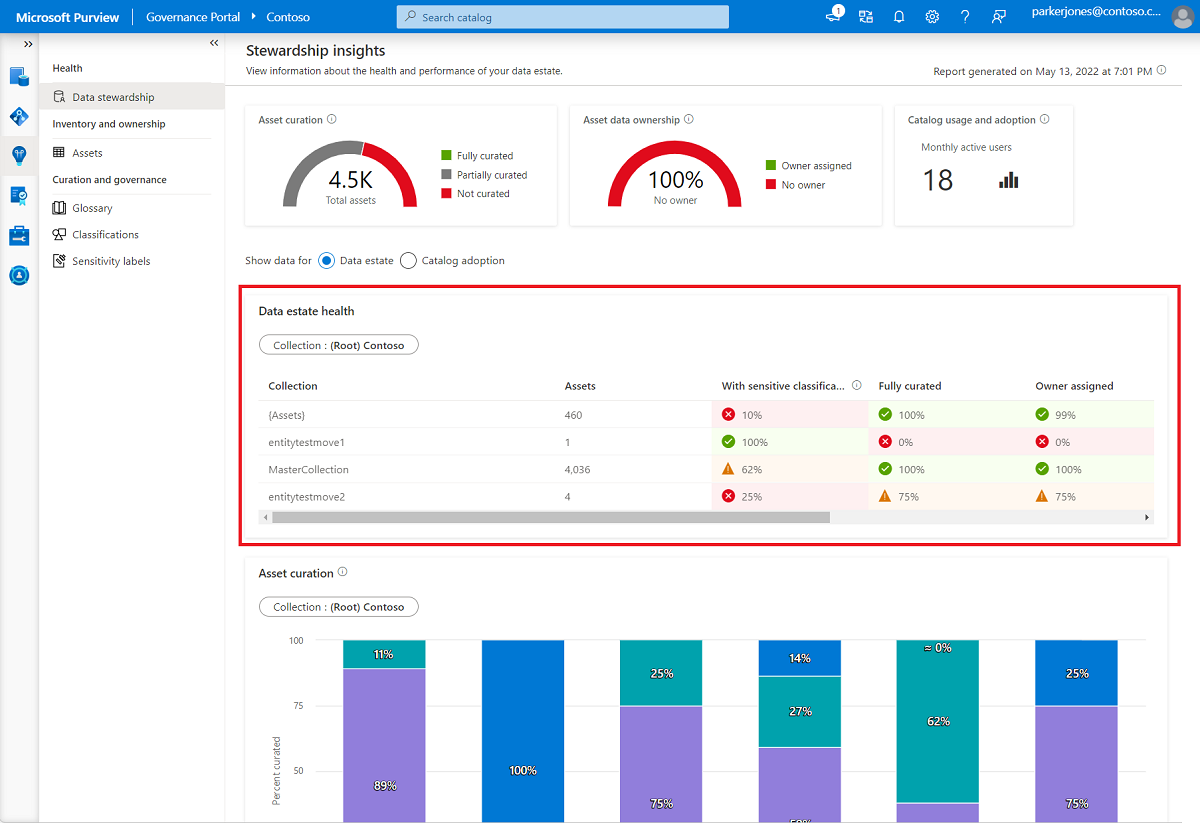 Microsoft Purview Governance Portal Contoso Search catalog 1 parkerjones@contoso.c...
Stewardship insights
View information about the health and performance of your data estate.
Report generated on May 13, 2022 at 7:01 PM
Health
Data stewardship
Inventory and ownership
Assets
Curation and governance
Glossary
Classifications
Sensitivity labels
Asset curation
4.5K
Total assets
Fully curated
Partially curated
Not curated
Asset data ownership
100%
No owner
Owner assigned
No owner
Catalog usage and adoption
Monthly active users
18
Show data for Data estate Catalog adoption
Data estate health
Collection : (Root) Contoso
Collection Assets With sensitive classifica... Fully curated Owner assigned
(Assets) 460 10% 100% 99%
entitytestmove1 1 100% 0% 0%
MasterCollection 4,036 62% 100% 100%
entitytestmove2 4 25% 75% 75%
Asset curation
Collection : (Root) Contoso
Percent curated
100
75
50
11%
89%
100%
25%
75%
14%
27%
≈ 0%
62%
25%
75%